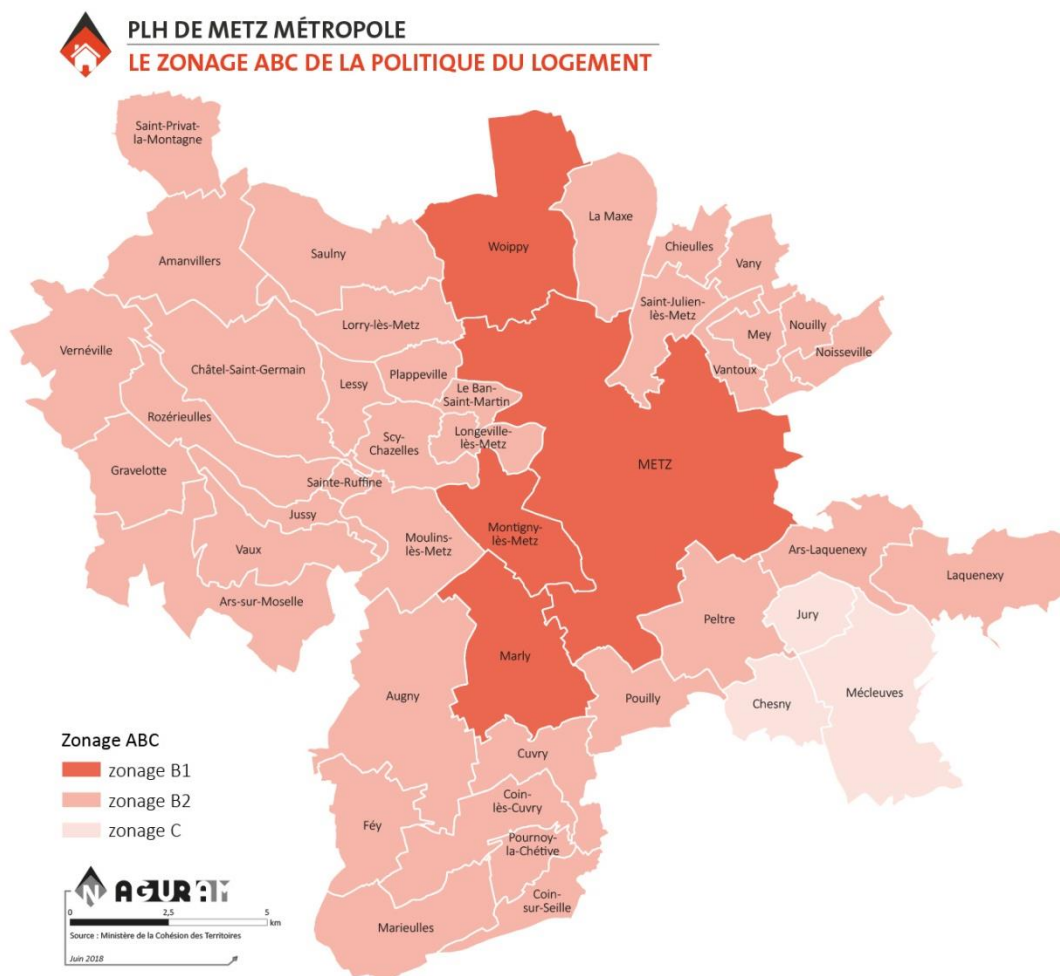 PLH DE METZ MÉTROPOLE
LE ZONAGE ABC DE LA POLITIQUE DU LOGEMENT
Saint-Privat-
la-Montagne
Amanvillers
Saulny
Woippy
La Maxe
Chieulles
Vany
Saint-Julien-
lès-Metz
Mey
Nouilly
Noisseville
Vantoux
Lorry-lès-Metz
Vernéville
Châtel-Saint-Germain
Lessy
Plappeville
Le Ban-
Saint-Martin
Rozérieulles
Scy-
Chazelles
Longeville-
lès-Metz
METZ
Gravelotte
Sainte-Ruffine
Jussy
Vaux
Moulins-
lès-Metz
Montigny-
lès-Metz
Ars-Laquenexy
Laquenexy
Ars-sur-Moselle
Peltre
Jury
Marly
Augny
Pouilly
Chesny
Mécleuves
Cuvry
Coin-
lès-Cuvry
Féy
Pournoy-
la-Chétive
Coin-
sur-Seille
Marieulles
Zonage ABC
zonage B1
zonage B2
zonage C
N AGURAM
0 2,5 5
km
Source : Ministère de la Cohésion des Territoires
Juin 2018